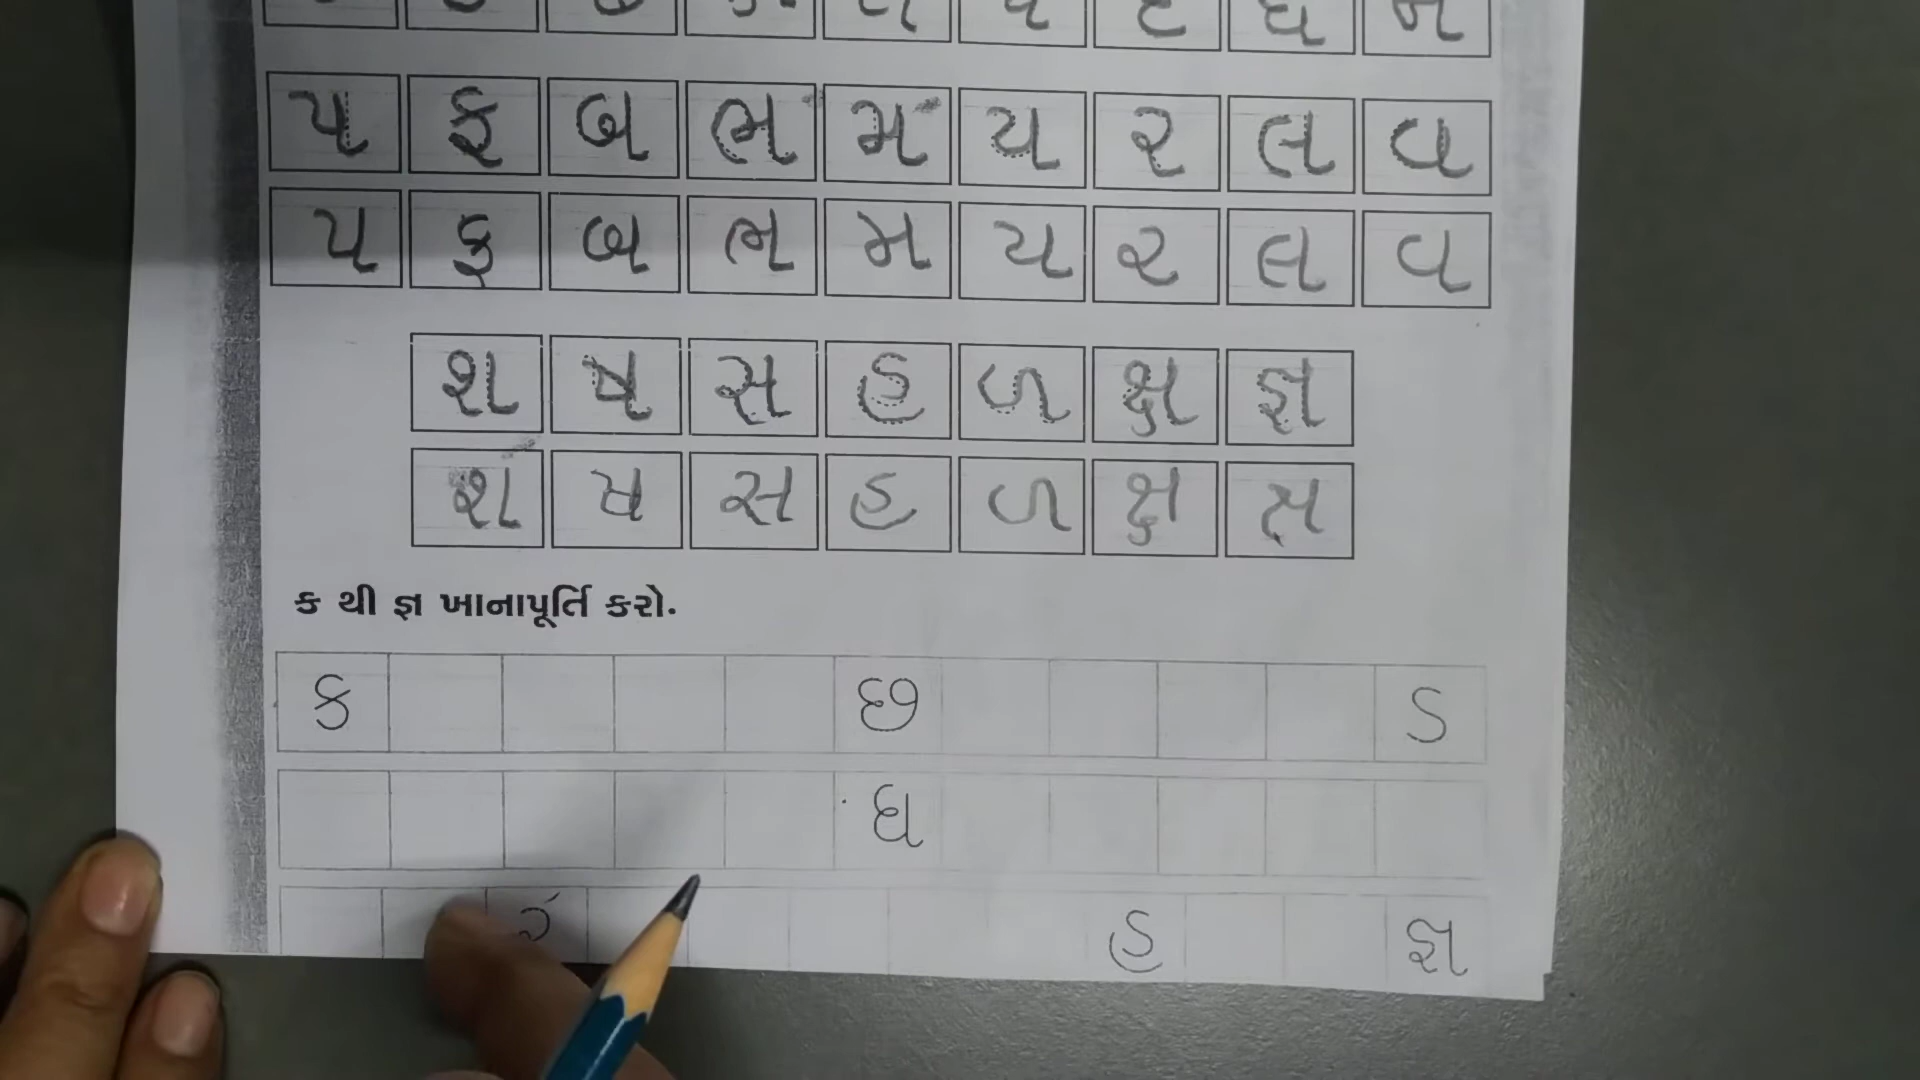 પ ફ બ ભ મ ય ર લ વ
પ ફ બ ભ મ ય ર લ વ
શ ષ સ હ ળ ક્ષ જ્ઞ
શ ષ સ હ ળ ક્ષ
ક થી જ્ઞ ખાનાપૂર્તિ કરો.
ક છ ડ
ઘ
ર હ જ્ઞ